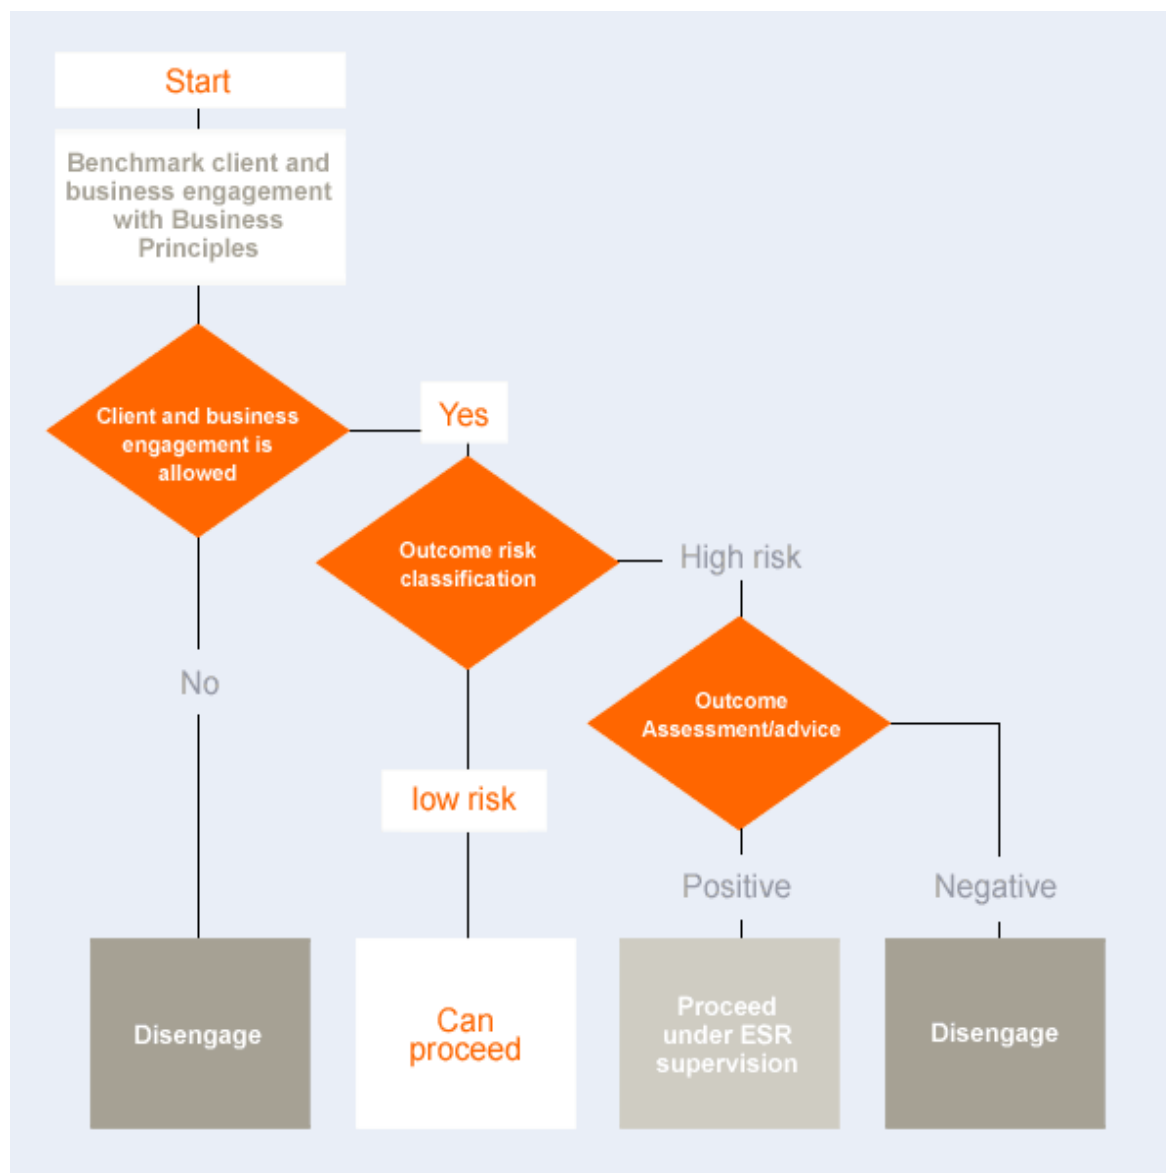 Start
Benchmark client and
business engagement
with Business
Principles
Client and business
engagement is
allowed
Yes
Outcome risk
classification
High risk
No
Outcome
Assessment/advice
low risk
Positive
Negative
Disengage
Can
proceed
Proceed
under ESR
supervision
Disengage